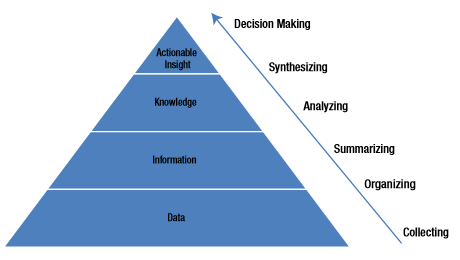 Decision Making
Actionable
Insight
Synthesizing
Knowledge
Analyzing
Information
Summarizing
Organizing
Data
Collecting